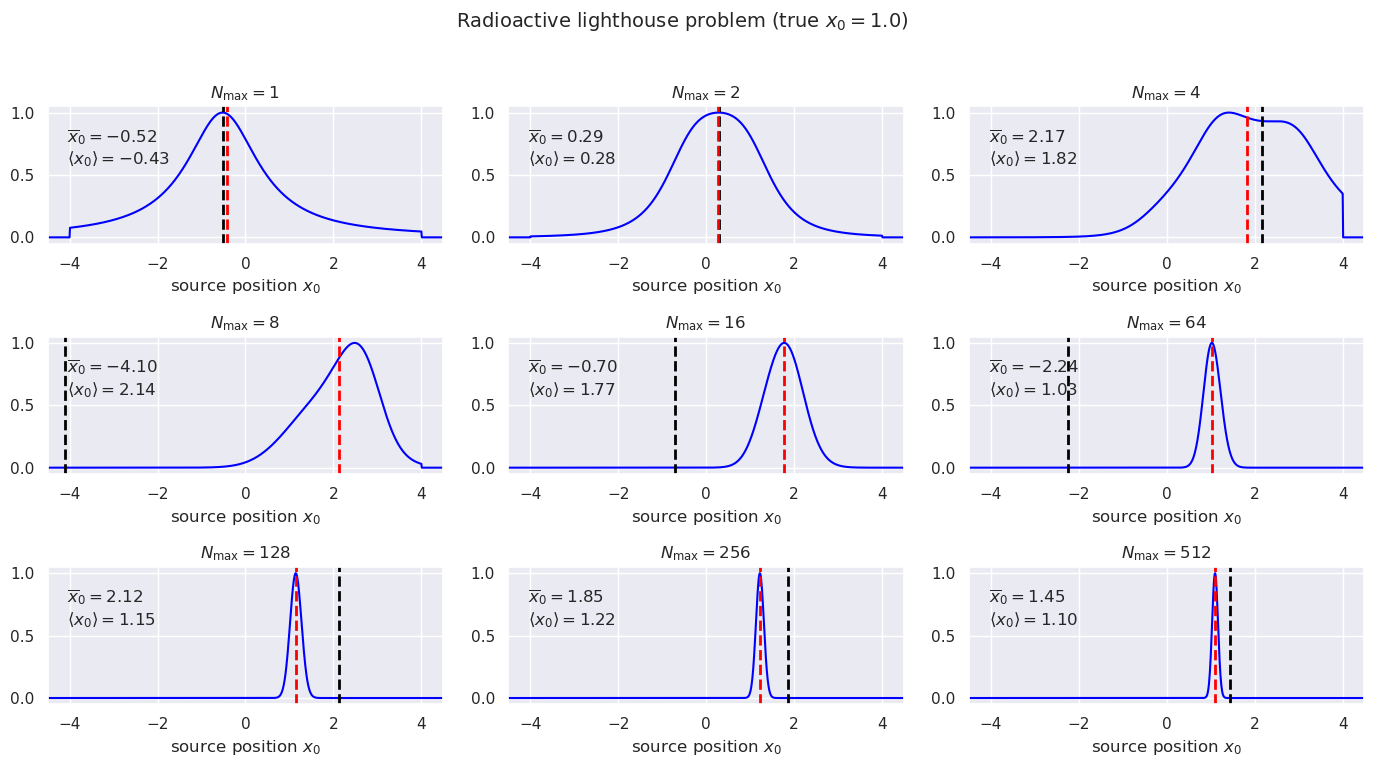 Radioactive lighthouse problem (true x₀ = 1.0)
N_max = 1
1.0
x̅₀ = −0.52
⟨x₀⟩ = −0.43
0.5
0.0
−4 −2 0 2 4
source position x₀
N_max = 2
1.0
x̅₀ = 0.29
⟨x₀⟩ = 0.28
0.5
0.0
−4 −2 0 2 4
source position x₀
N_max = 4
1.0
x̅₀ = 2.17
⟨x₀⟩ = 1.82
0.5
0.0
−4 −2 0 2 4
source position x₀
N_max = 8
1.0
x̅₀ = −4.10
⟨x₀⟩ = 2.14
0.5
0.0
−4 −2 0 2 4
source position x₀
N_max = 16
1.0
x̅₀ = −0.70
⟨x₀⟩ = 1.77
0.5
0.0
−4 −2 0 2 4
source position x₀
N_max = 64
1.0
x̅₀ = −2.24
⟨x₀⟩ = 1.03
0.5
0.0
−4 −2 0 2 4
source position x₀
N_max = 128
1.0
x̅₀ = 2.12
⟨x₀⟩ = 1.15
0.5
0.0
−4 −2 0 2 4
source position x₀
N_max = 256
1.0
x̅₀ = 1.85
⟨x₀⟩ = 1.22
0.5
0.0
−4 −2 0 2 4
source position x₀
N_max = 512
1.0
x̅₀ = 1.45
⟨x₀⟩ = 1.10
0.5
0.0
−4 −2 0 2 4
source position x₀